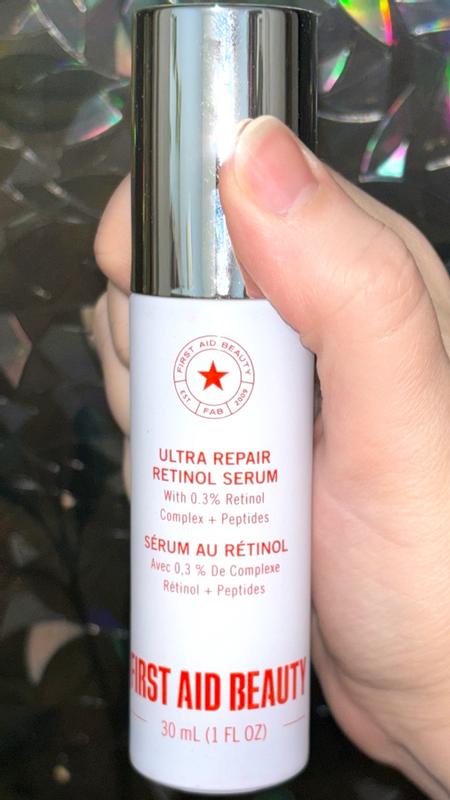 FIRST AID BEAUTY
EST. FAB 2009
ULTRA REPAIR
RETINOL SERUM
With 0.3% Retinol
Complex + Peptides
SÉRUM AU RÉTINOL
Avec 0,3 % De Complexe
Rétinol + Peptides
FIRST AID BEAUTY
30 mL (1 FL OZ)